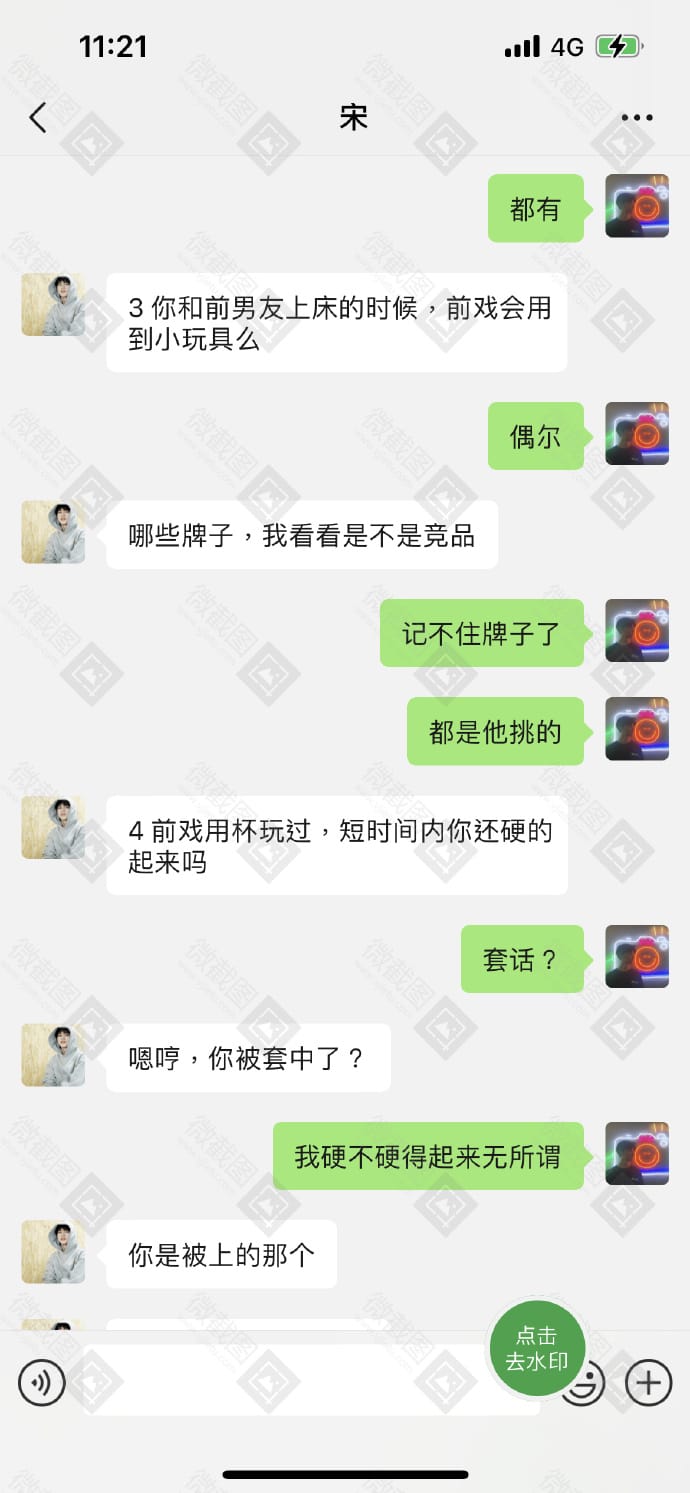 11:21
4G
宋
都有
3 你和前男友上床的时候，前戏会用
到小玩具么
偶尔
哪些牌子，我看看是不是竞品
记不住牌子了
都是他挑的
4 前戏用杯玩过，短时间内你还硬的
起来吗
套话？
嗯哼，你被套中了？
我硬不硬得起来无所谓
你是被上的那个
点击
去水印
微截图